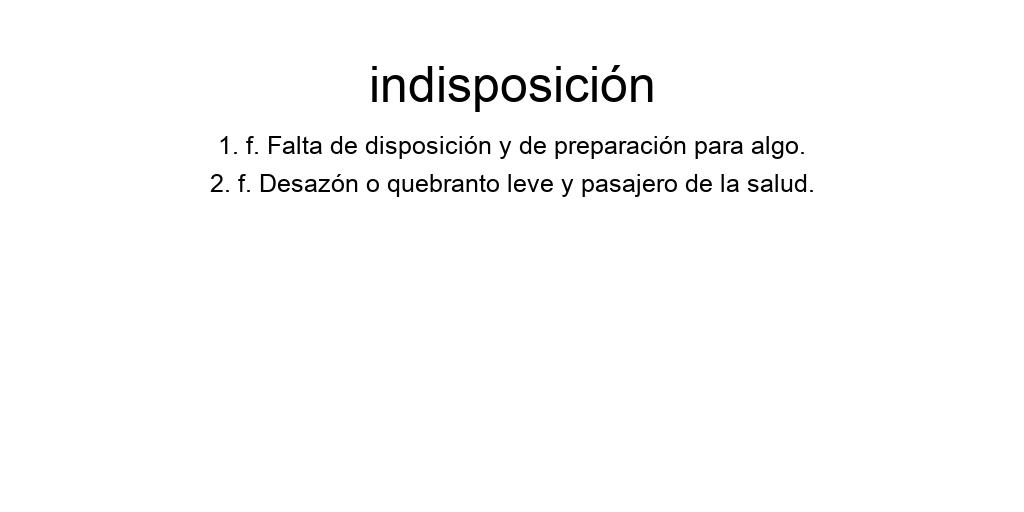 indisposición
1. f. Falta de disposición y de preparación para algo.
2. f. Desazón o quebranto leve y pasajero de la salud.